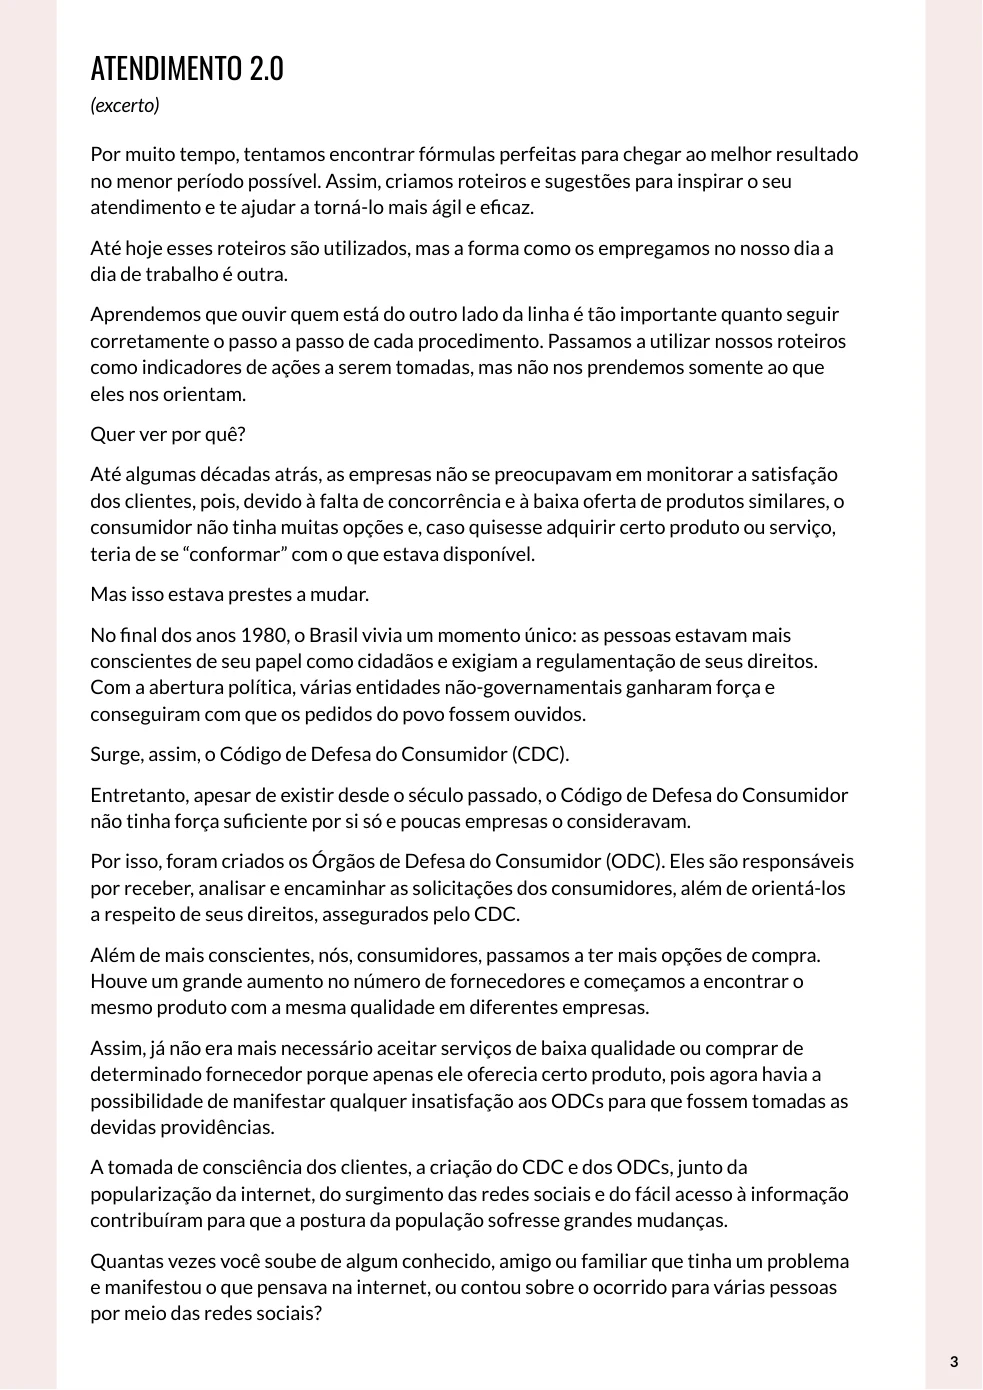 ATENDIMENTO 2.0
(excerto)
Por muito tempo, tentamos encontrar fórmulas perfeitas para chegar ao melhor resultado
no menor período possível. Assim, criamos roteiros e sugestões para inspirar o seu
atendimento e te ajudar a torná-lo mais ágil e eficaz.
Até hoje esses roteiros são utilizados, mas a forma como os empregamos no nosso dia a
dia de trabalho é outra.
Aprendemos que ouvir quem está do outro lado da linha é tão importante quanto seguir
corretamente o passo a passo de cada procedimento. Passamos a utilizar nossos roteiros
como indicadores de ações a serem tomadas, mas não nos prendemos somente ao que
eles nos orientam.
Quer ver por quê?
Até algumas décadas atrás, as empresas não se preocupavam em monitorar a satisfação
dos clientes, pois, devido à falta de concorrência e à baixa oferta de produtos similares, o
consumidor não tinha muitas opções e, caso quisesse adquirir certo produto ou serviço,
teria de se “conformar” com o que estava disponível.
Mas isso estava prestes a mudar.
No final dos anos 1980, o Brasil vivia um momento único: as pessoas estavam mais
conscientes de seu papel como cidadãos e exigiam a regulamentação de seus direitos.
Com a abertura política, várias entidades não-governamentais ganharam força e
conseguiram com que os pedidos do povo fossem ouvidos.
Surge, assim, o Código de Defesa do Consumidor (CDC).
Entretanto, apesar de existir desde o século passado, o Código de Defesa do Consumidor
não tinha força suficiente por si só e poucas empresas o consideravam.
Por isso, foram criados os Órgãos de Defesa do Consumidor (ODC). Eles são responsáveis
por receber, analisar e encaminhar as solicitações dos consumidores, além de orientá-los
a respeito de seus direitos, assegurados pelo CDC.
Além de mais conscientes, nós, consumidores, passamos a ter mais opções de compra.
Houve um grande aumento no número de fornecedores e começamos a encontrar o
mesmo produto com a mesma qualidade em diferentes empresas.
Assim, já não era mais necessário aceitar serviços de baixa qualidade ou comprar de
determinado fornecedor porque apenas ele oferecia certo produto, pois agora havia a
possibilidade de manifestar qualquer insatisfação aos ODCs para que fossem tomadas as
devidas providências.
A tomada de consciência dos clientes, a criação do CDC e dos ODCs, junto da
popularização da internet, do surgimento das redes sociais e do fácil acesso à informação
contribuíram para que a postura da população sofresse grandes mudanças.
Quantas vezes você soube de algum conhecido, amigo ou familiar que tinha um problema
e manifestou o que pensava na internet, ou contou sobre o ocorrido para várias pessoas
por meio das redes sociais?
3